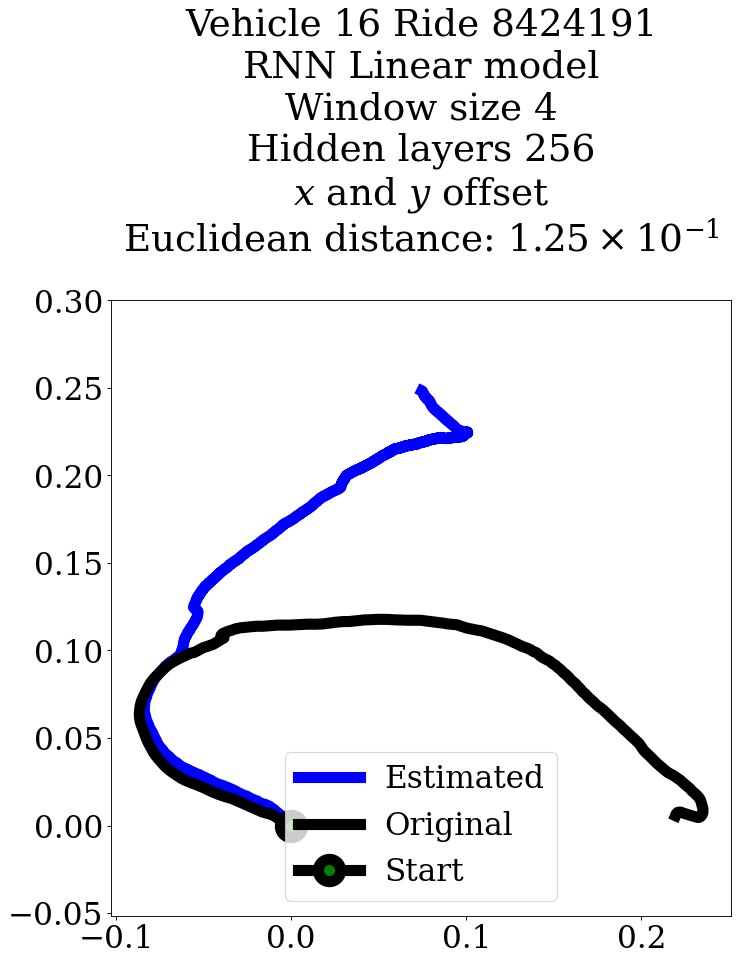 Vehicle 16 Ride 8424191
RNN Linear model
Window size 4
Hidden layers 256
x and y offset
Euclidean distance: 1.25 × 10⁻¹
0.30
0.25
0.20
0.15
0.10
0.05
0.00
−0.05
−0.1 0.0 0.1 0.2
Estimated
Original
Start